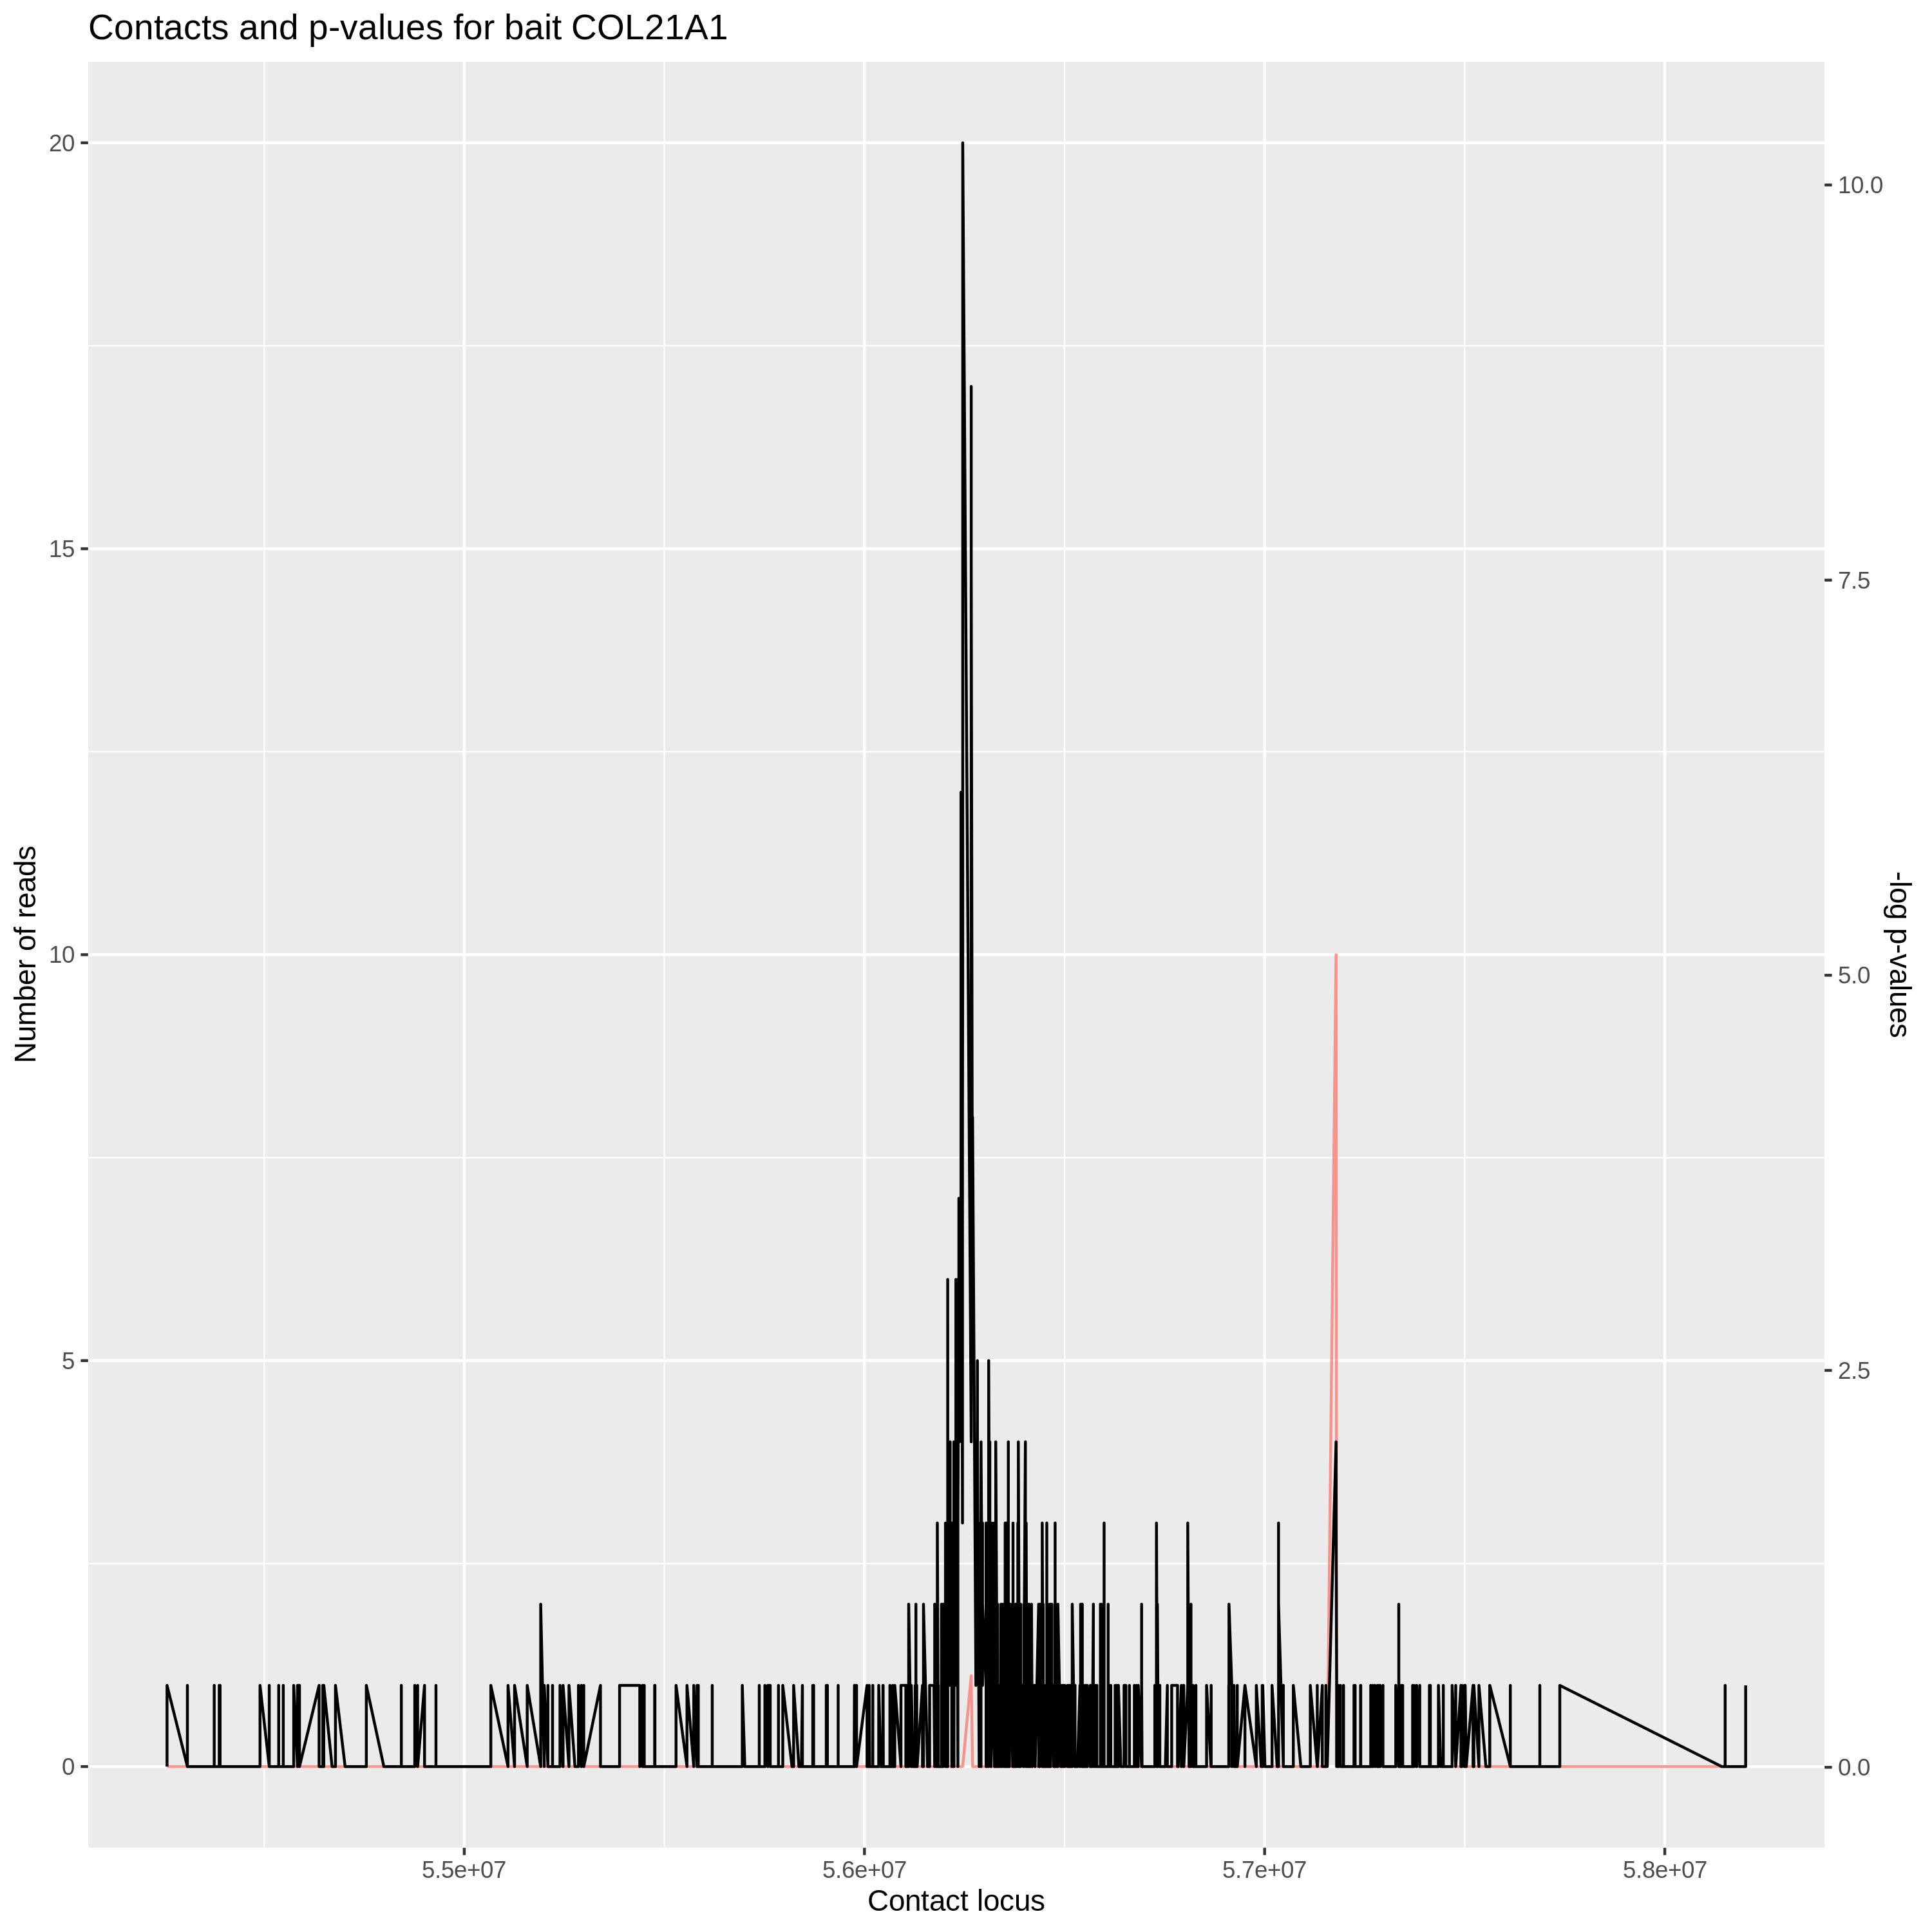 Contacts and p-values for bait COL21A1
20
15
10
5
0
Number of reads
10.0
7.5
5.0
2.5
0.0
-log p-values
5.5e+07
5.6e+07
5.7e+07
5.8e+07
Contact locus